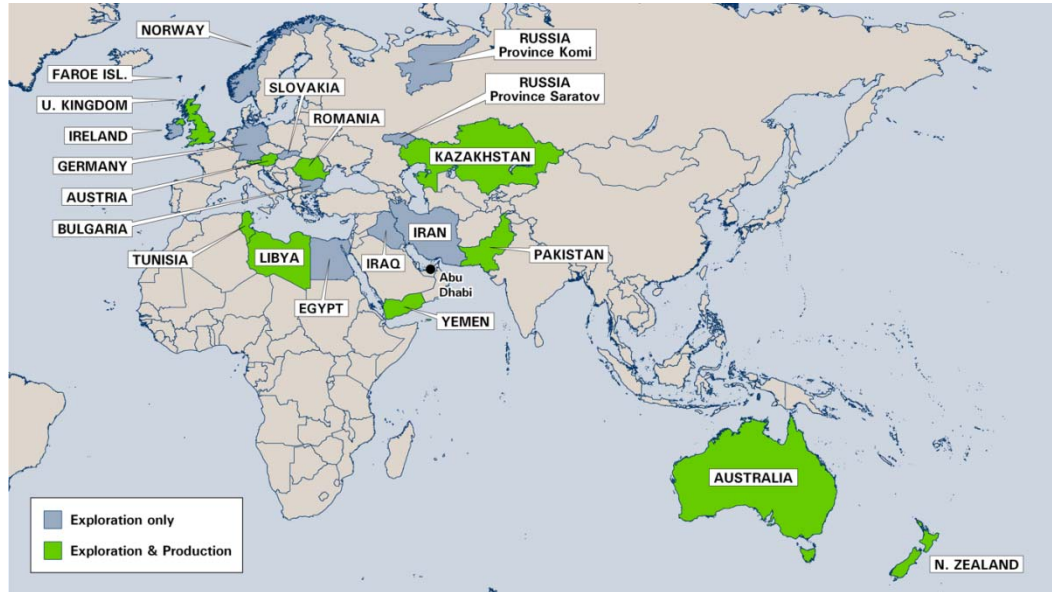 NORWAY
RUSSIA
Province Komi
FAROE ISL.
SLOVAKIA
RUSSIA
Province Saratov
U. KINGDOM
ROMANIA
IRELAND
KAZAKHSTAN
GERMANY
AUSTRIA
BULGARIA
IRAN
TUNISIA
LIBYA
IRAQ
PAKISTAN
Abu
Dhabi
EGYPT
YEMEN
AUSTRALIA
Exploration only
Exploration & Production
N. ZEALAND